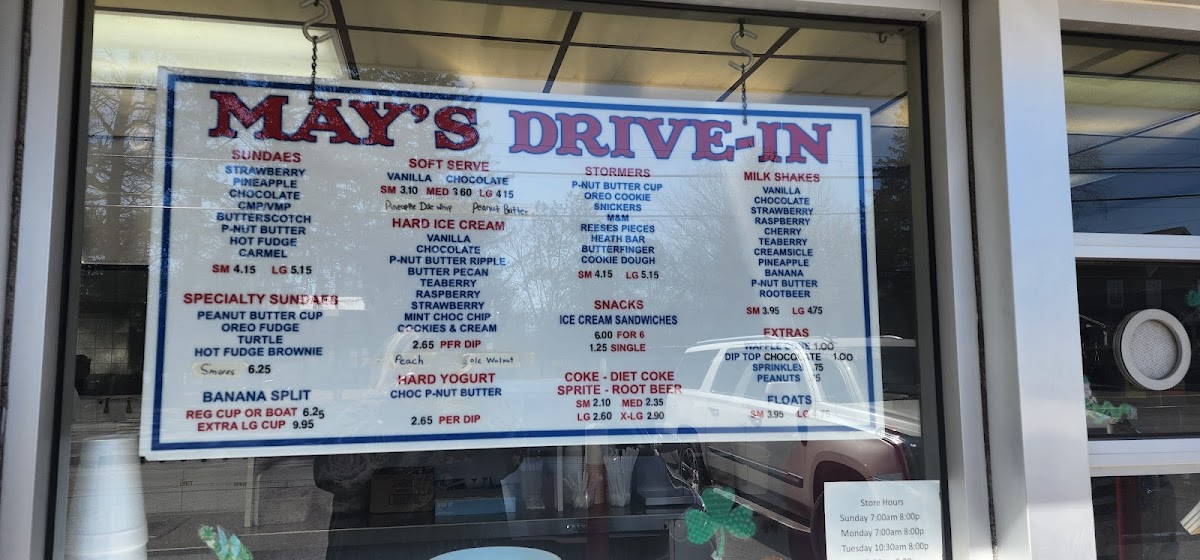 MAY'S DRIVE-IN
SUNDAES
STRAWBERRY
PINEAPPLE
CHOCOLATE
CMP/VMP
BUTTERSCOTCH
P-NUT BUTTER
HOT FUDGE
CARMEL
SM 4.15 LG 5.15
SPECIALTY SUNDAES
PEANUT BUTTER CUP
OREO FUDGE
TURTLE
HOT FUDGE BROWNIE
Smores 6.25
BANANA SPLIT
REG CUP OR BOAT 6.25
EXTRA LG CUP 9.95
SOFT SERVE
VANILLA CHOCOLATE
SM 3.10 MED 3.60 LG 4.15
Pineapple Dole Whip Peanut Butter
HARD ICE CREAM
VANILLA
CHOCOLATE
P-NUT BUTTER RIPPLE
BUTTER PECAN
TEABERRY
RASPBERRY
STRAWBERRY
MINT CHOC CHIP
COOKIES & CREAM
2.65 PER DIP
Peach Walnut
HARD YOGURT
CHOC P-NUT BUTTER
2.65 PER DIP
STORMERS
P-NUT BUTTER CUP
OREO COOKIE
SNICKERS
M&M
REESES PIECES
HEATH BAR
BUTTERFINGER
COOKIE DOUGH
SM 4.15 LG 5.15
SNACKS
ICE CREAM SANDWICHES
6.00 FOR 6
1.25 SINGLE
COKE - DIET COKE
SPRITE - ROOT BEER
SM 2.10 MED 2.35
LG 2.60 X-LG 2.90
MILK SHAKES
VANILLA
CHOCOLATE
STRAWBERRY
RASPBERRY
CHERRY
TEABERRY
CREAMSICLE
PINEAPPLE
BANANA
P-NUT BUTTER
ROOTBEER
SM 3.95 LG 4.75
EXTRAS
WAFFLE CONE 1.00
DIP TOP CHOCOLATE 1.00
SPRINKLES .75
PEANUTS .75
FLOATS
SM 3.95 LG 4.75
Store Hours
Sunday 7:00am 8:00p
Monday 7:00am 8:00p
Tuesday 10:30am 8:00p